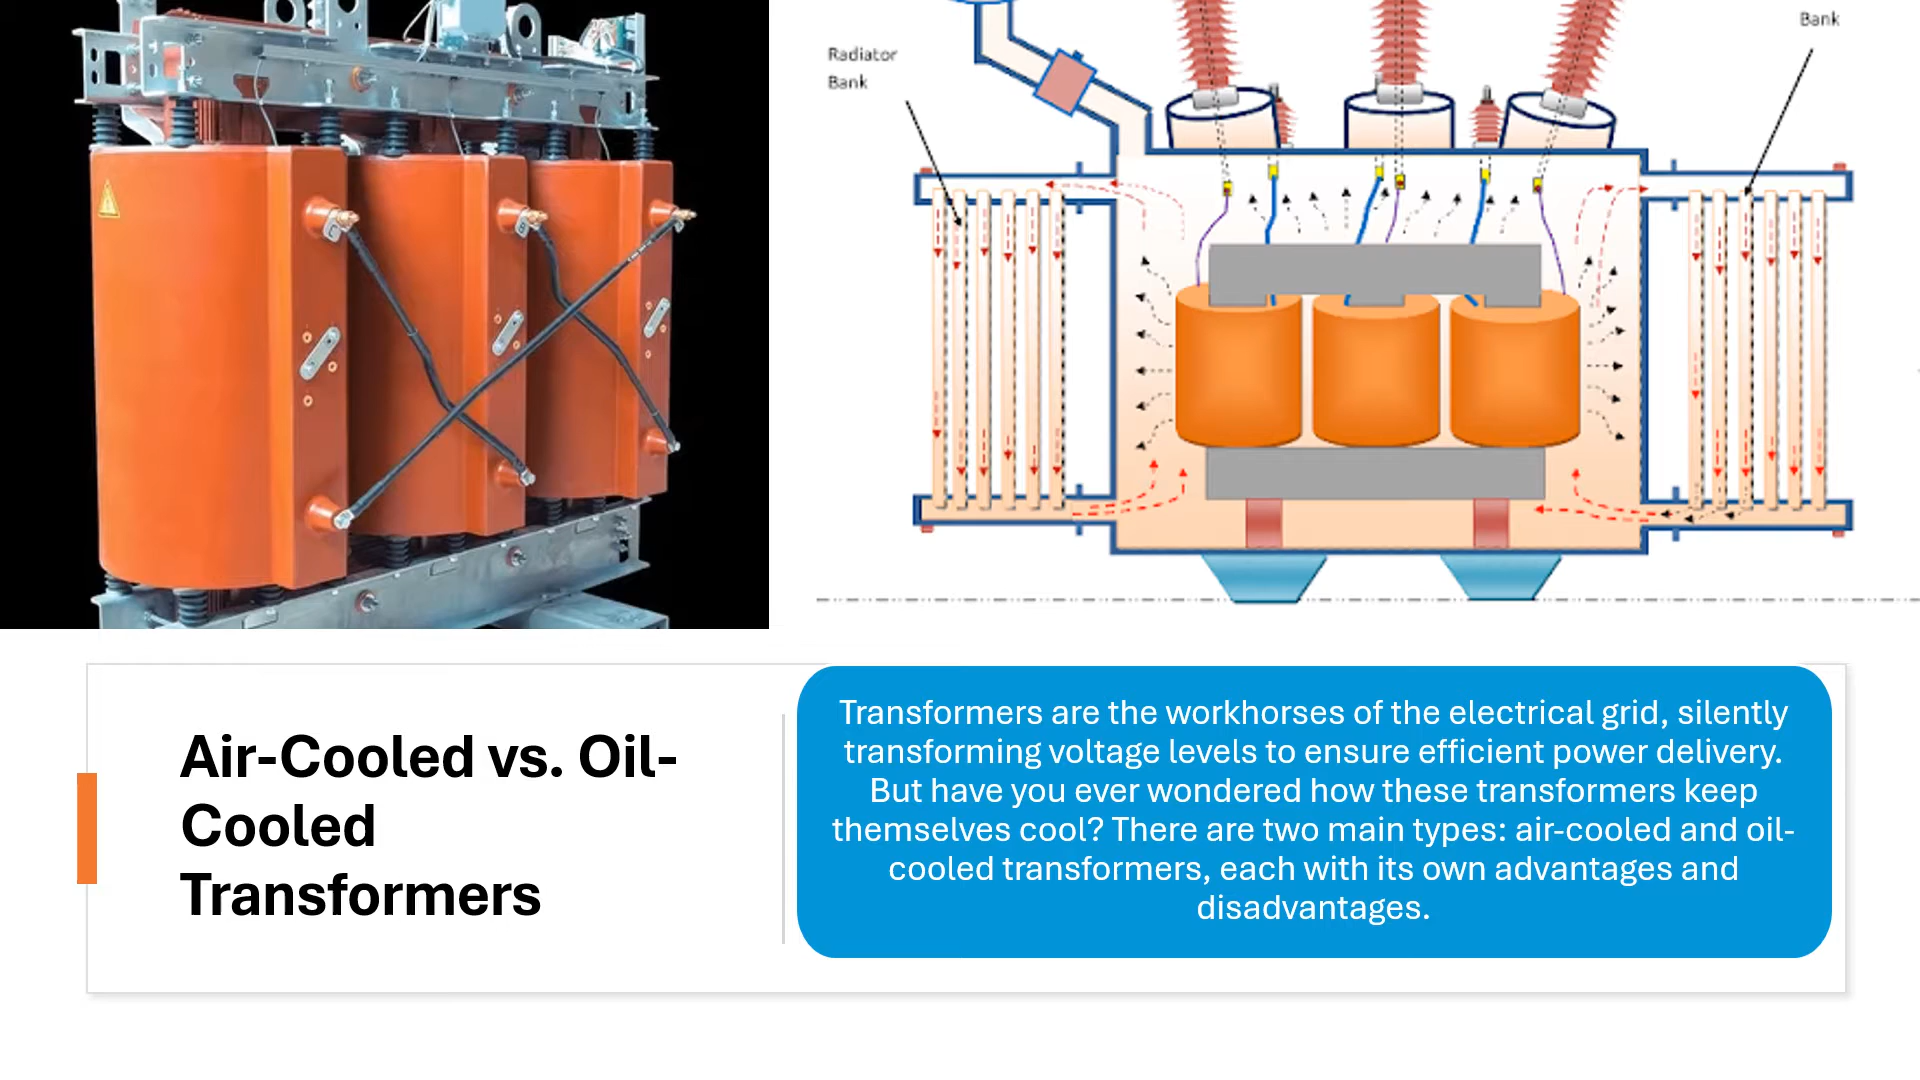 Radiator
Bank
Bank
Air-Cooled vs. Oil-
Cooled
Transformers
Transformers are the workhorses of the electrical grid, silently
transforming voltage levels to ensure efficient power delivery.
But have you ever wondered how these transformers keep
themselves cool? There are two main types: air-cooled and oil-
cooled transformers, each with its own advantages and
disadvantages.